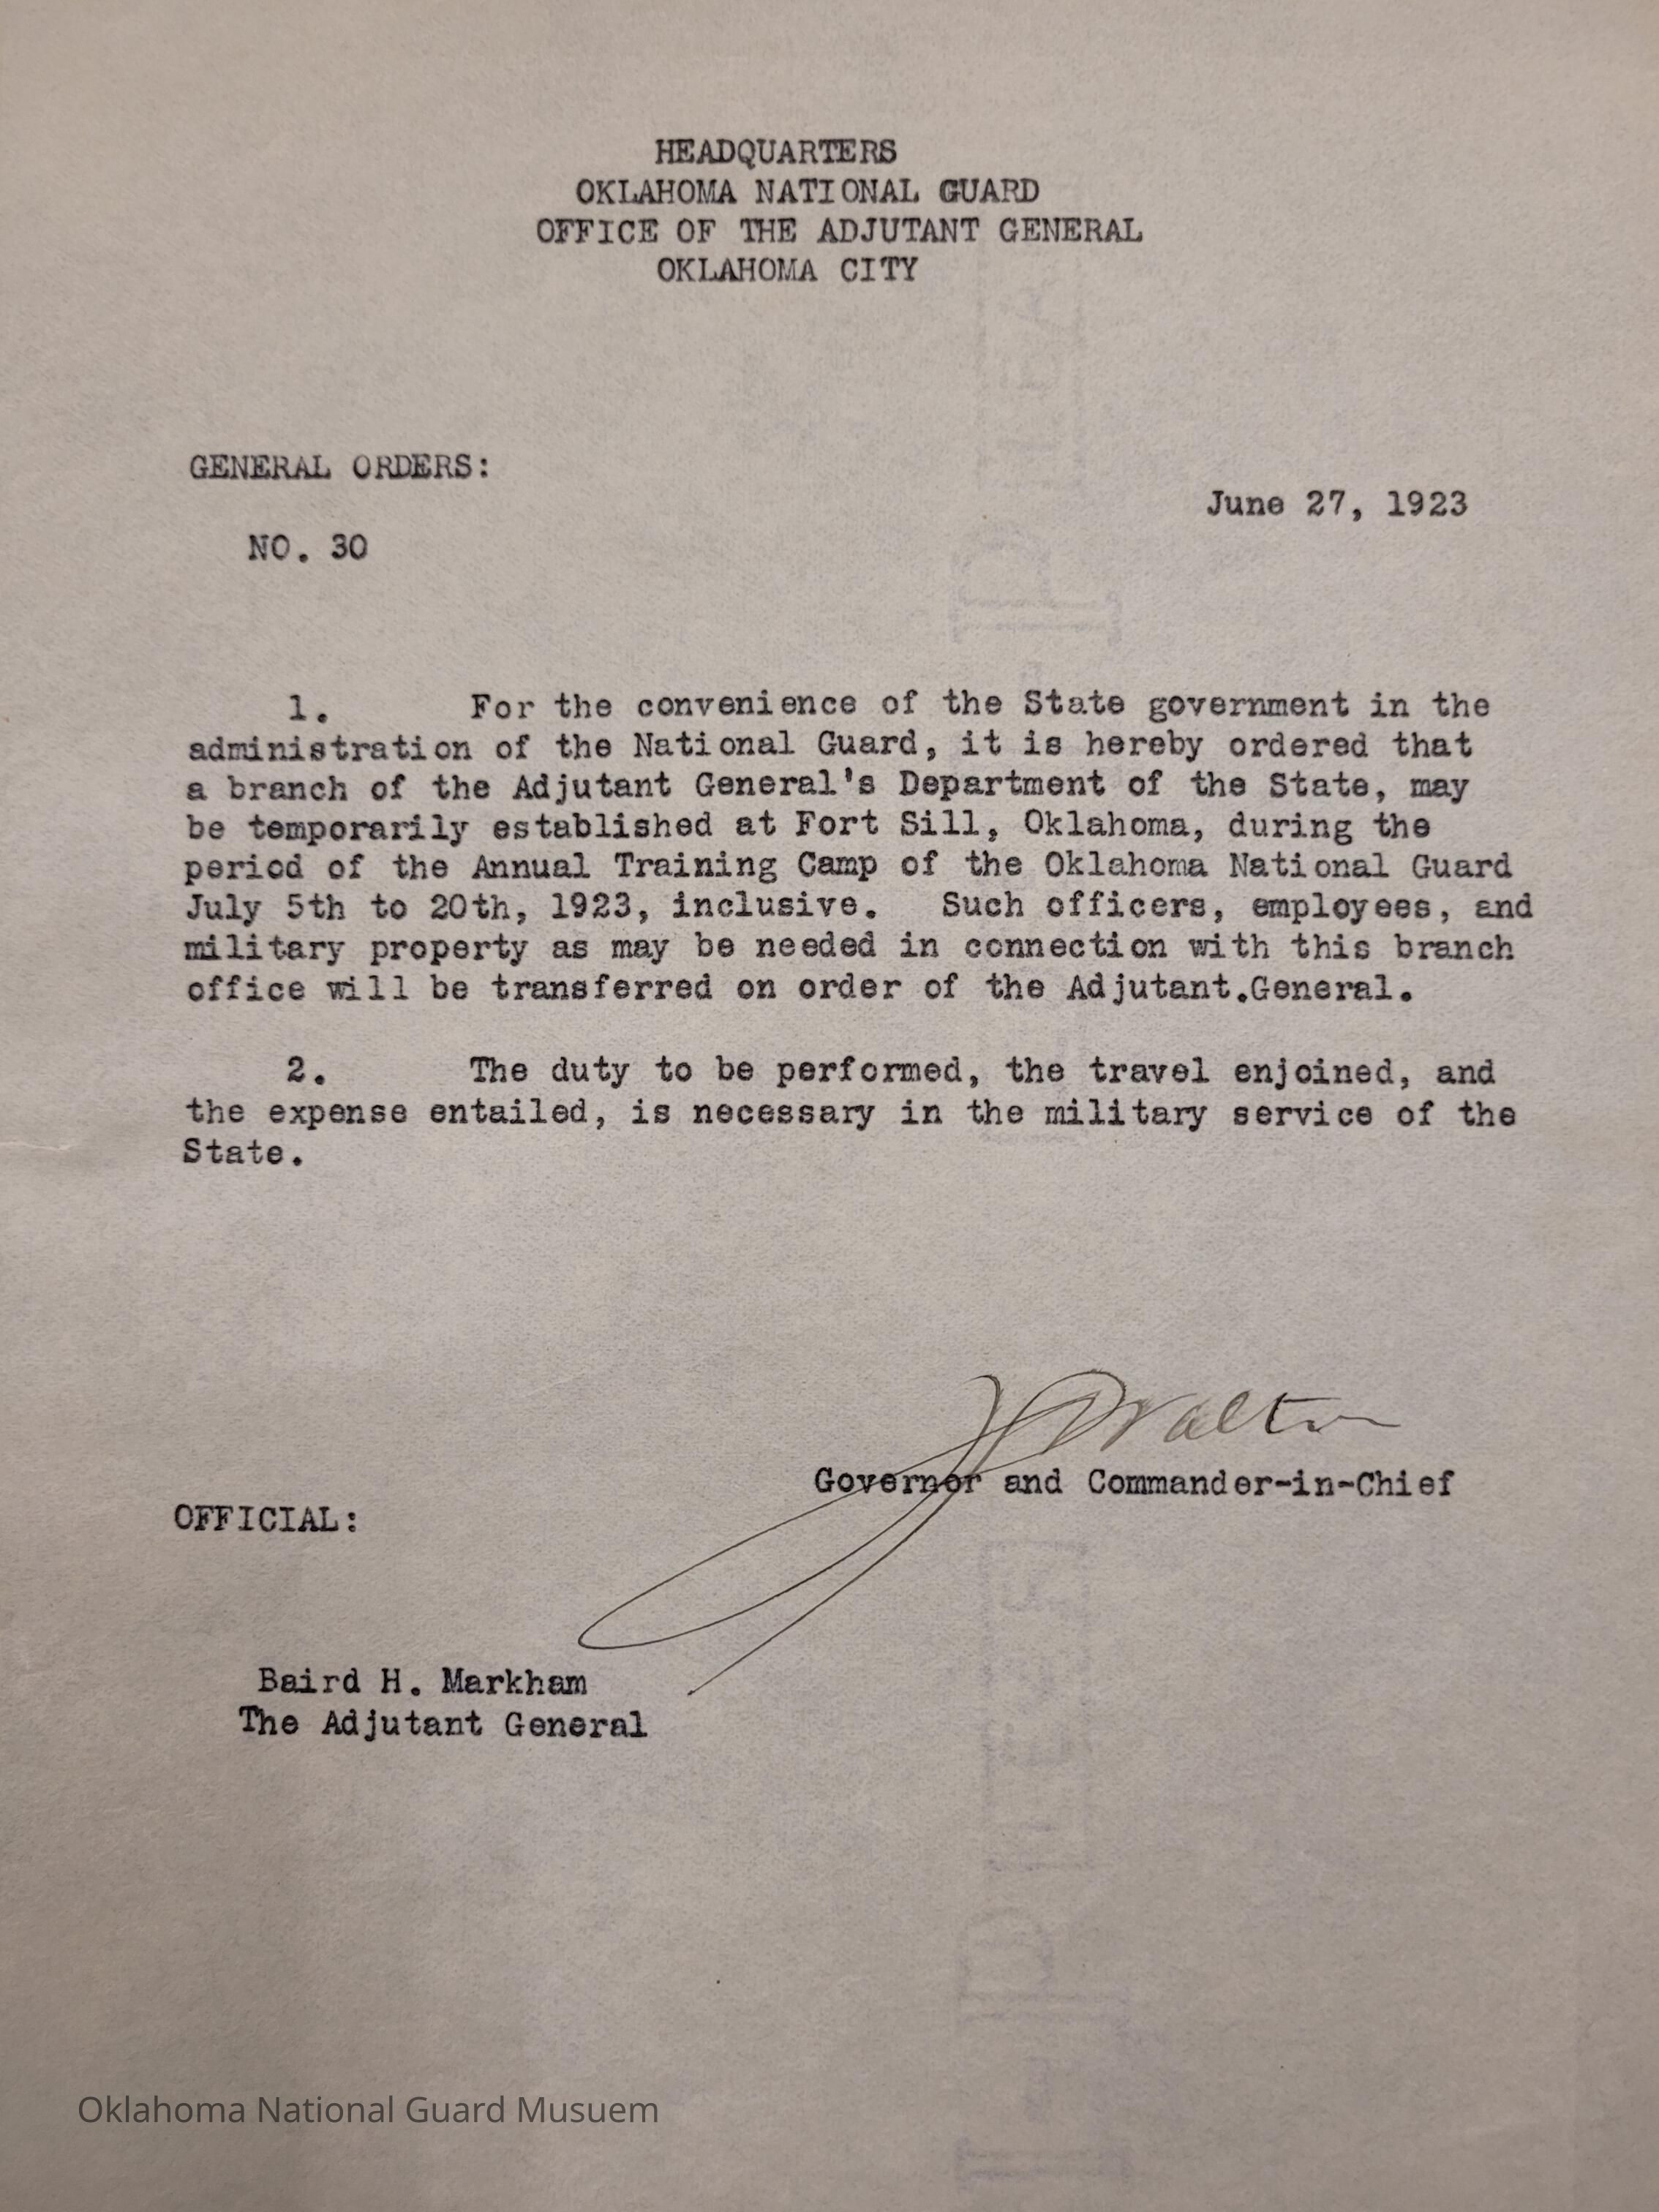 HEADQUARTERS
OKLAHOMA NATIONAL GUARD
OFFICE OF THE ADJUTANT GENERAL
OKLAHOMA CITY
GENERAL ORDERS:
June 27, 1923
NO. 30
1. For the convenience of the State government in the
administration of the National Guard, it is hereby ordered that
a branch of the Adjutant General's Department of the State, may
be temporarily established at Fort Sill, Oklahoma, during the
period of the Annual Training Camp of the Oklahoma National Guard
July 5th to 20th, 1923, inclusive. Such officers, employees, and
military property as may be needed in connection with this branch
office will be transferred on order of the Adjutant.General.
2. The duty to be performed, the travel enjoined, and
the expense entailed, is necessary in the military service of the
State.
Walton
Governor and Commander-in-Chief
OFFICIAL:
Baird H. Markham
The Adjutant General
Oklahoma National Guard Musuem